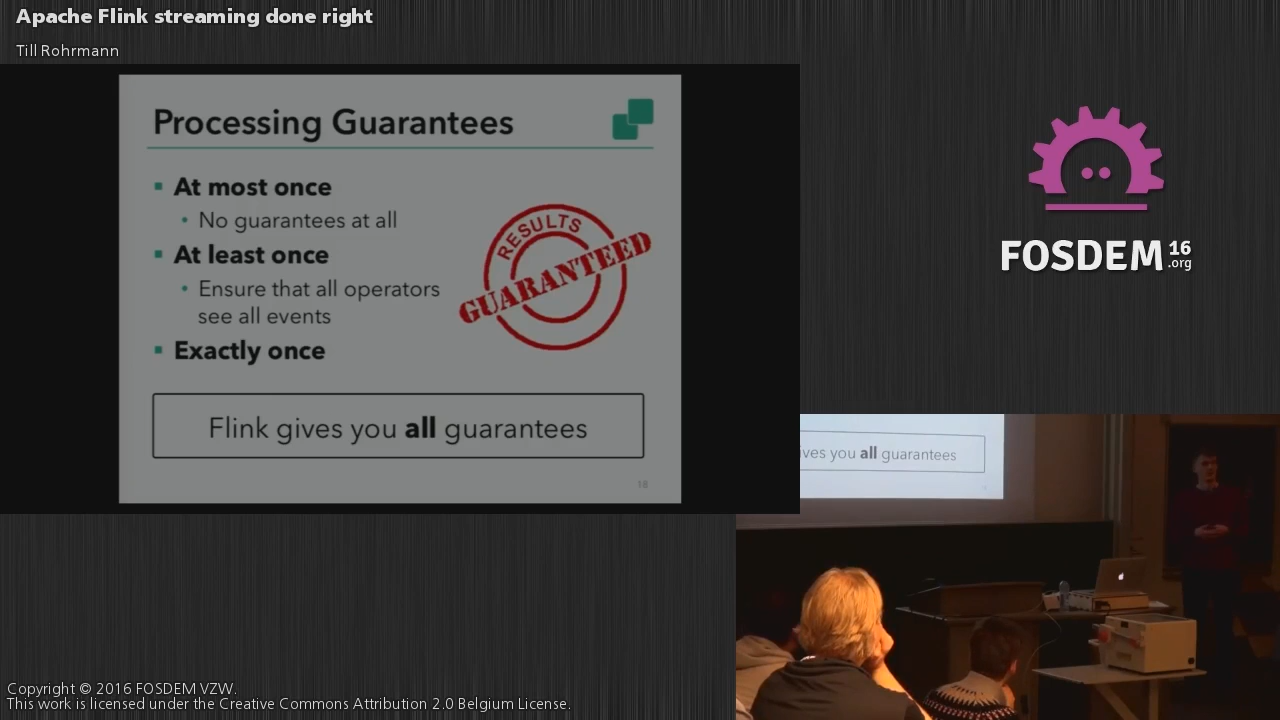 Apache Flink streaming done right
Till Rohrmann
Processing Guarantees
At most once
No guarantees at all
At least once
Ensure that all operators
see all events
Exactly once
RESULTS
GUARANTEED
Flink gives you all guarantees
18
FOSDEM 16
.org
ives you all guarantees
Copyright © 2016 FOSDEM VZW.
This work is licensed under the Creative Commons Attribution 2.0 Belgium License.